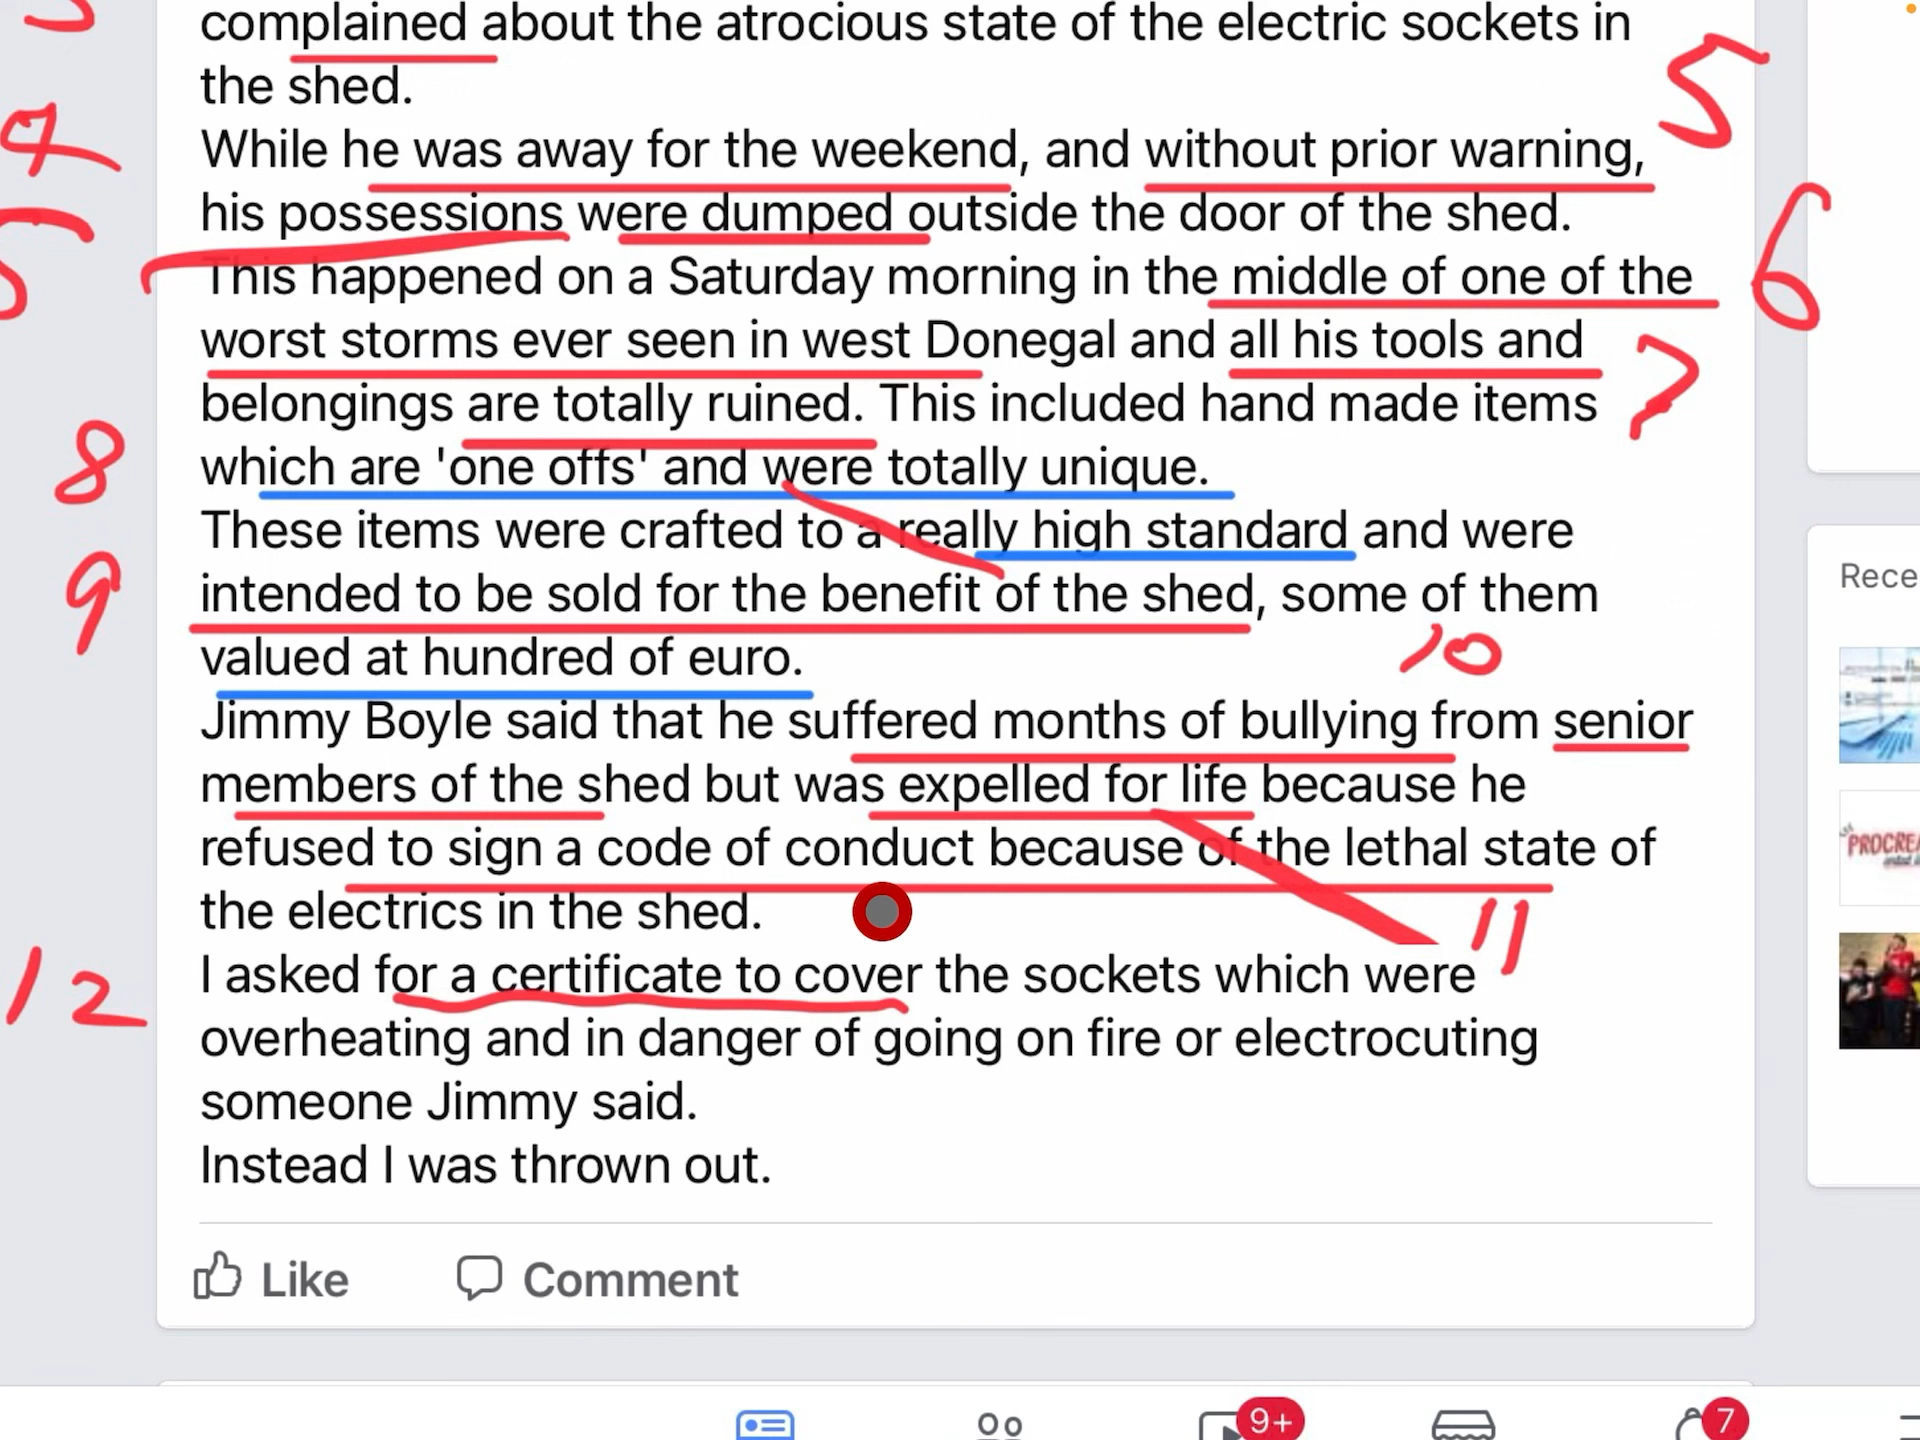 complained about the atrocious state of the electric sockets in
the shed.
5
4
While he was away for the weekend, and without prior warning,
his possessions were dumped outside the door of the shed.
5
6
This happened on a Saturday morning in the middle of one of the
worst storms ever seen in west Donegal and all his tools and
7
belongings are totally ruined. This included hand made items
8
which are 'one offs' and were totally unique.
These items were crafted to a really high standard and were
9
intended to be sold for the benefit of the shed, some of them
10
valued at hundred of euro.
Jimmy Boyle said that he suffered months of bullying from senior
members of the shed but was expelled for life because he
refused to sign a code of conduct because of the lethal state of
the electrics in the shed.
11
12
I asked for a certificate to cover the sockets which were
overheating and in danger of going on fire or electrocuting
someone Jimmy said.
Instead I was thrown out.
Like Comment
9+
7
Rece
PROCREA